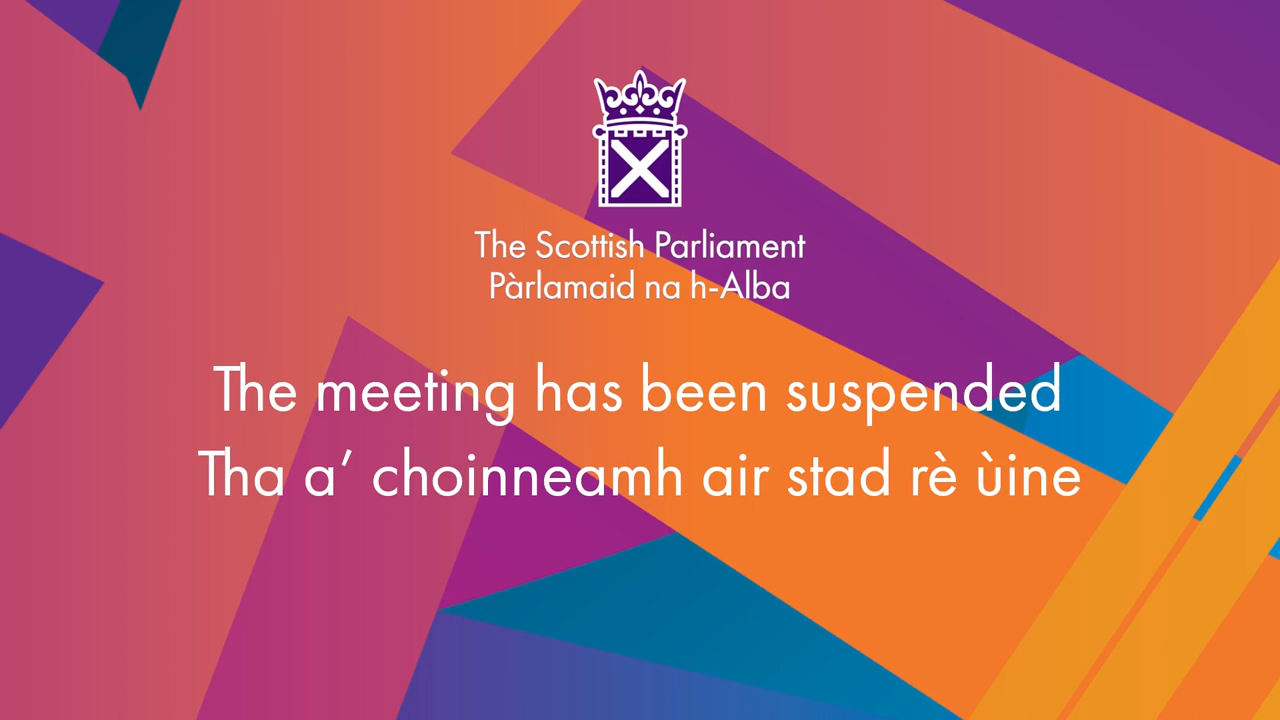 The Scottish Parliament
Pàrlamaid na h-Alba
The meeting has been suspended
Tha a’ choinneamh air stad rè ùine